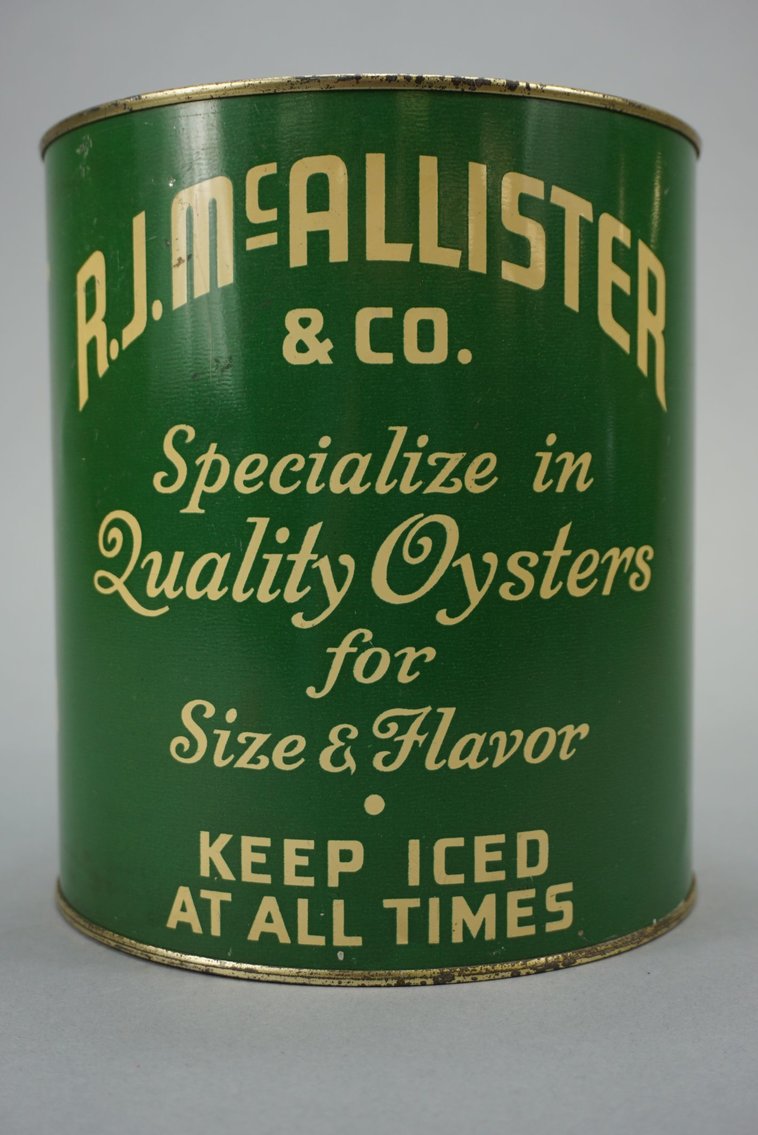 R.J. McALLISTER
& CO.
Specialize in
Quality Oysters
for
Size & Flavor
•
KEEP ICED
AT ALL TIMES